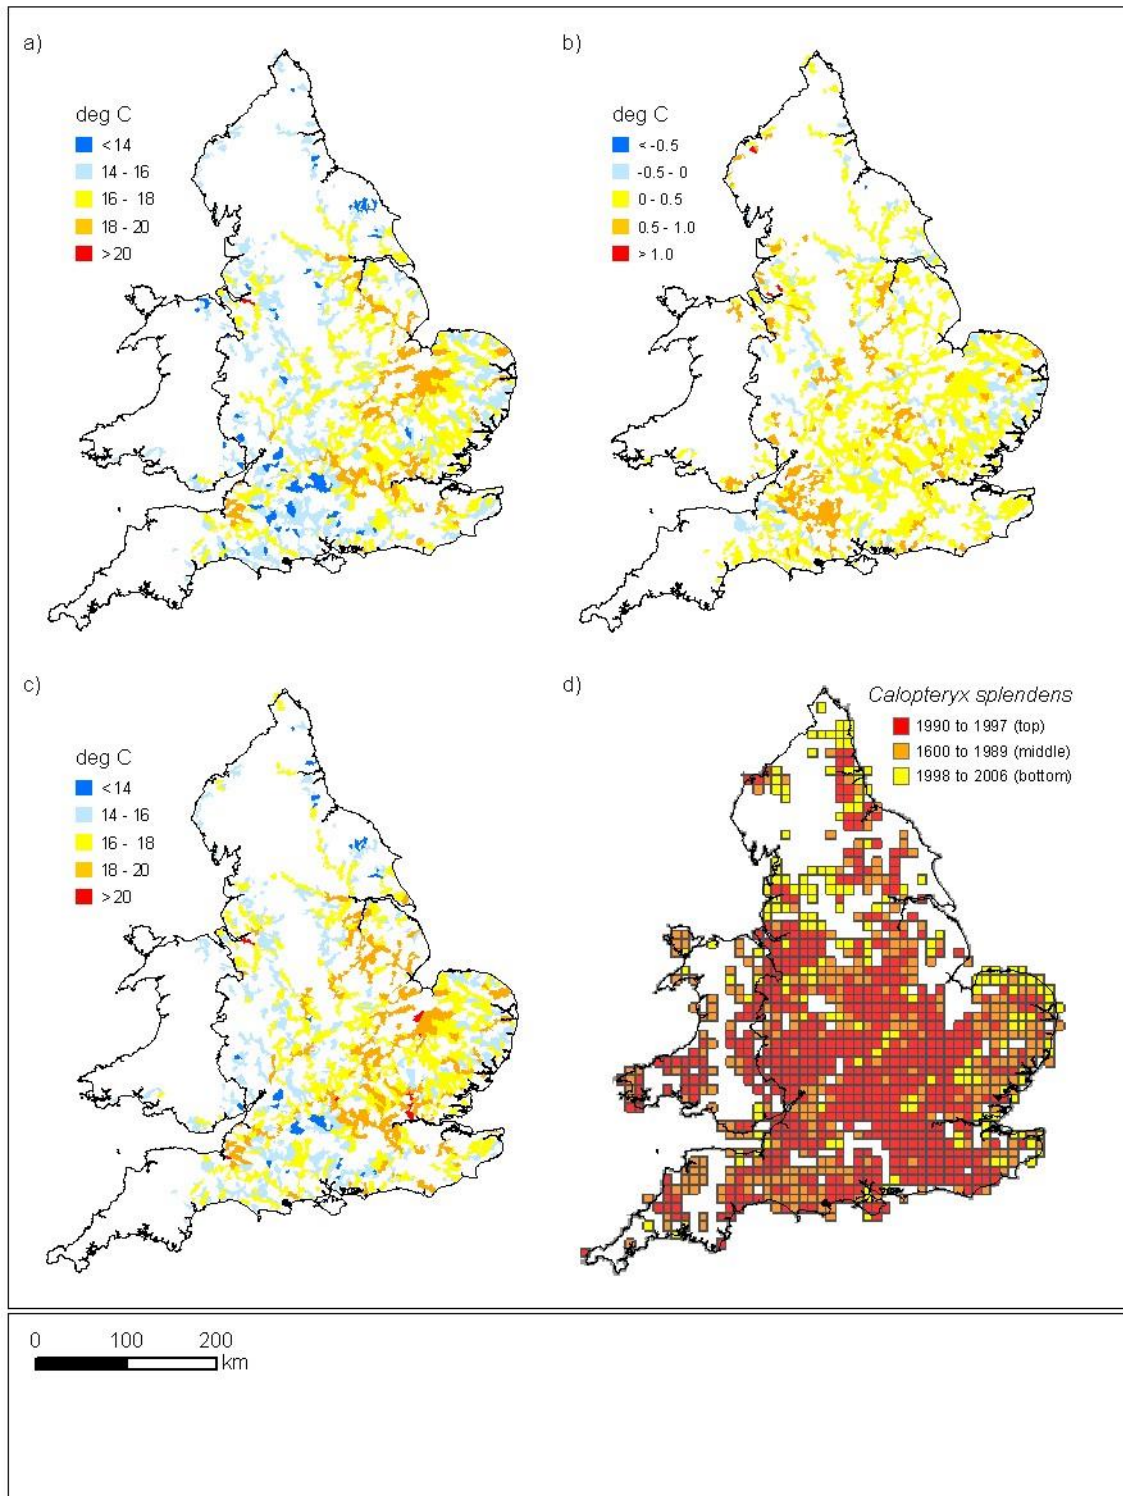 a)
deg C
<14
14 - 16
16 - 18
18 - 20
>20
b)
deg C
< -0.5
-0.5 - 0
0 - 0.5
0.5 - 1.0
> 1.0
c)
deg C
<14
14 - 16
16 - 18
18 - 20
>20
d)
Calopteryx splendens
1990 to 1997 (top)
1600 to 1989 (middle)
1998 to 2006 (bottom)
0 100 200
km